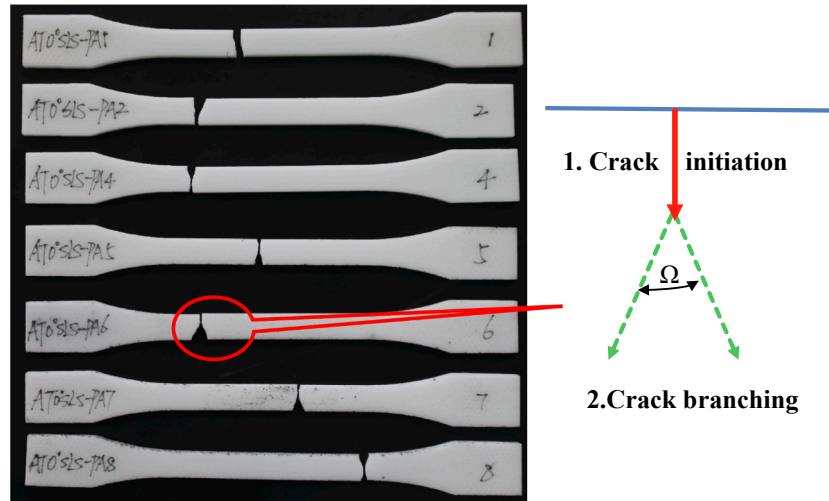 AT0°SLS-PA1 1
AT0°SLS-PA2 2
AT0°SLS-PA4 4
AT0°SLS-PA5 5
AT0°SLS-PA6 6
AT0°SLS-PA7 7
AT0°SLS-PA8 8
1. Crack initiation
Ω
2.Crack branching